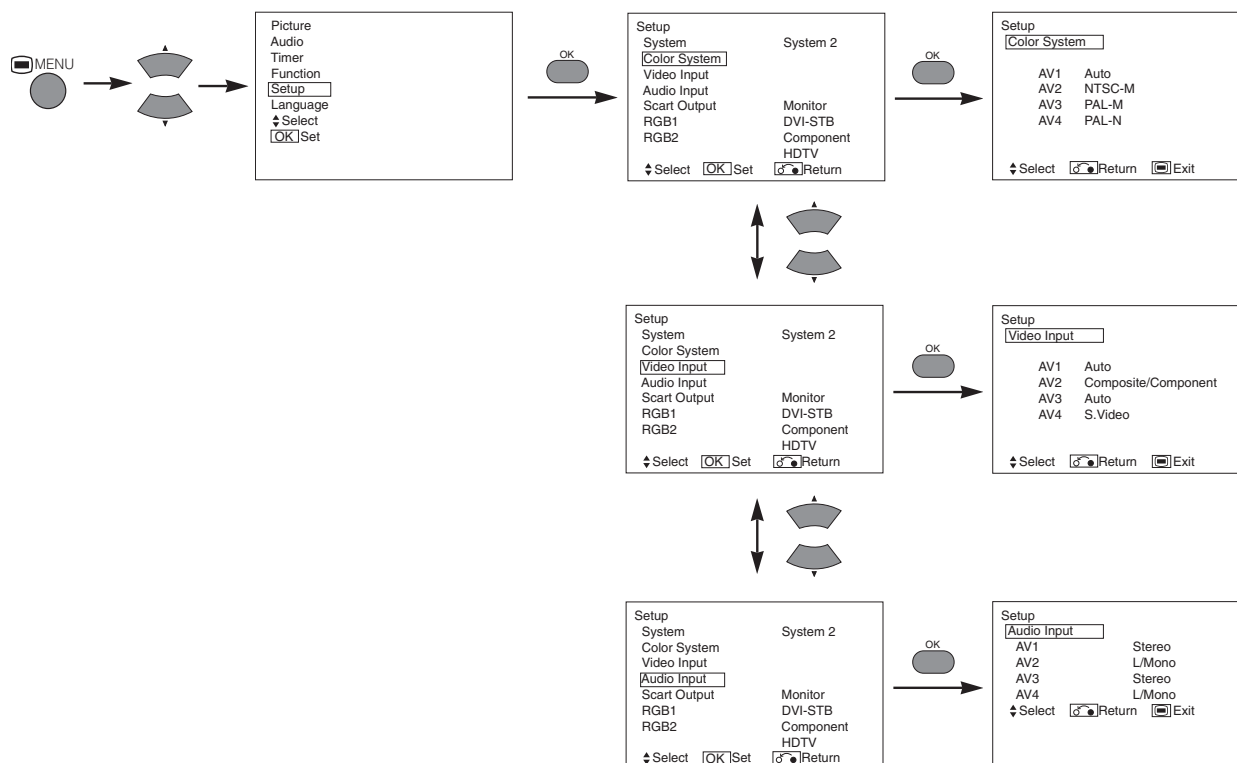 MENU
Picture
Audio
Timer
Function
Setup
Language
Select
OK Set
OK
Setup
System System 2
Color System
Video Input
Audio Input
Scart Output Monitor
RGB1 DVI-STB
RGB2 Component
HDTV
Select OK Set Return
OK
Setup
Color System
AV1 Auto
AV2 NTSC-M
AV3 PAL-M
AV4 PAL-N
Select Return Exit
Setup
System System 2
Color System
Video Input
Audio Input
Scart Output Monitor
RGB1 DVI-STB
RGB2 Component
HDTV
Select OK Set Return
OK
Setup
Video Input
AV1 Auto
AV2 Composite/Component
AV3 Auto
AV4 S.Video
Select Return Exit
Setup
System System 2
Color System
Video Input
Audio Input
Scart Output Monitor
RGB1 DVI-STB
RGB2 Component
HDTV
Select OK Set Return
OK
Setup
Audio Input
AV1 Stereo
AV2 L/Mono
AV3 Stereo
AV4 L/Mono
Select Return Exit